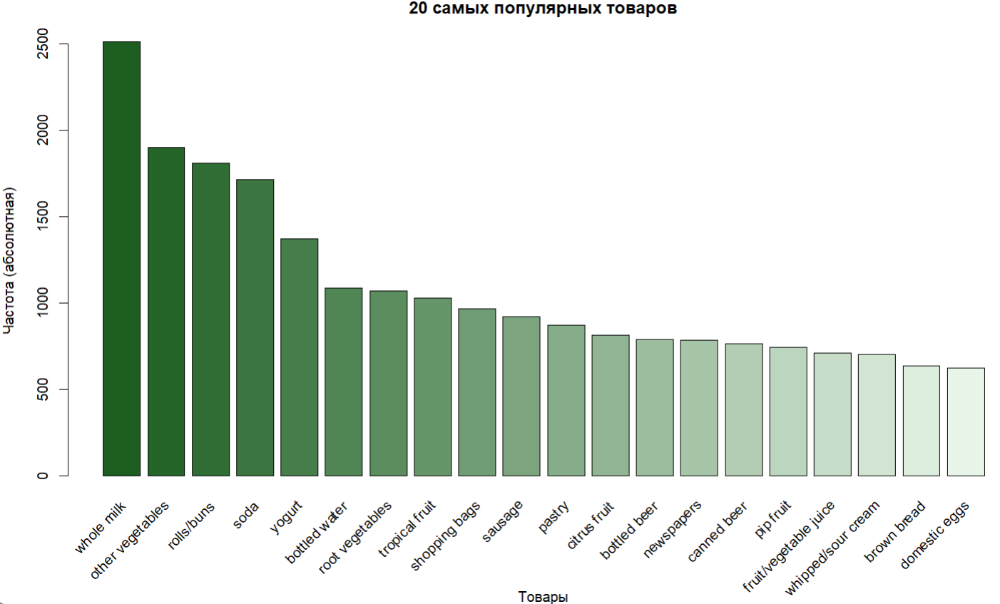 20 самых популярных товаров
Частота (абсолютная)
2500
2000
1500
1000
500
0
whole milk
other vegetables
rolls/buns
soda
yogurt
bottled water
root vegetables
tropical fruit
shopping bags
sausage
pastry
citrus fruit
bottled beer
newspapers
canned beer
pip fruit
fruit/vegetable juice
whipped/sour cream
brown bread
domestic eggs
Товары